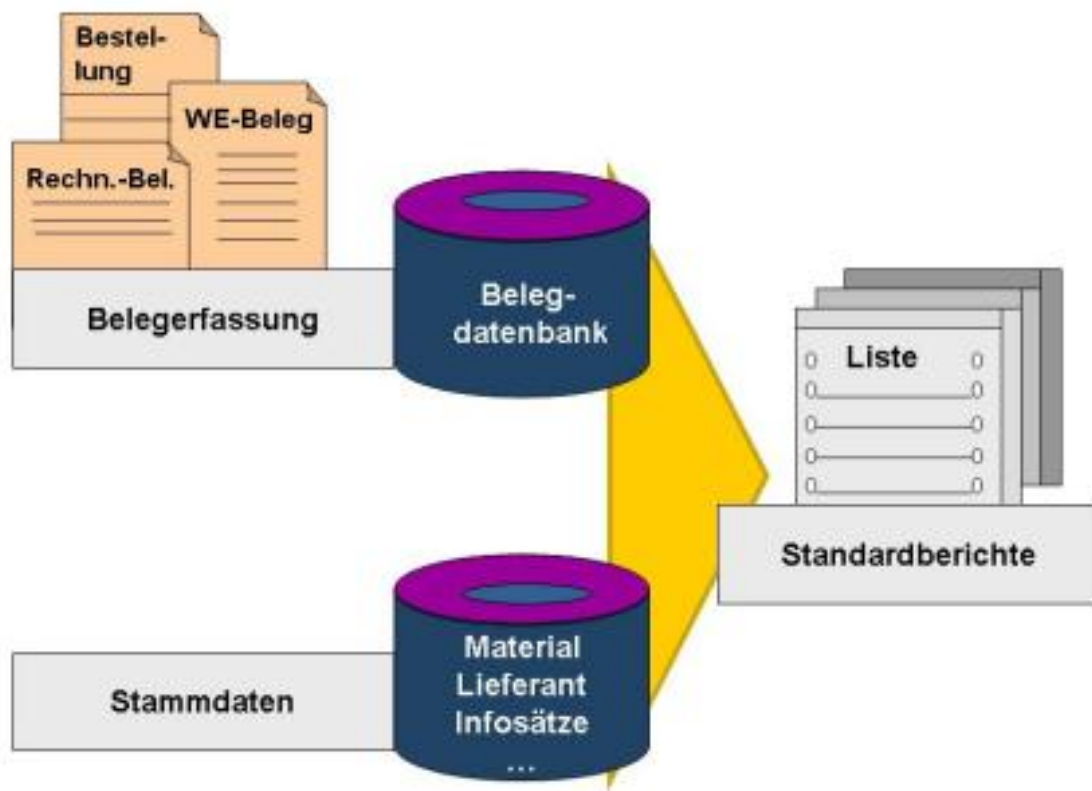 Bestel-
lung
WE-Beleg
Rechn.-Bel.
Belegerfassung
Beleg-
datenbank
Liste
Standardberichte
Stammdaten
Material
Lieferant
Infosätze
...